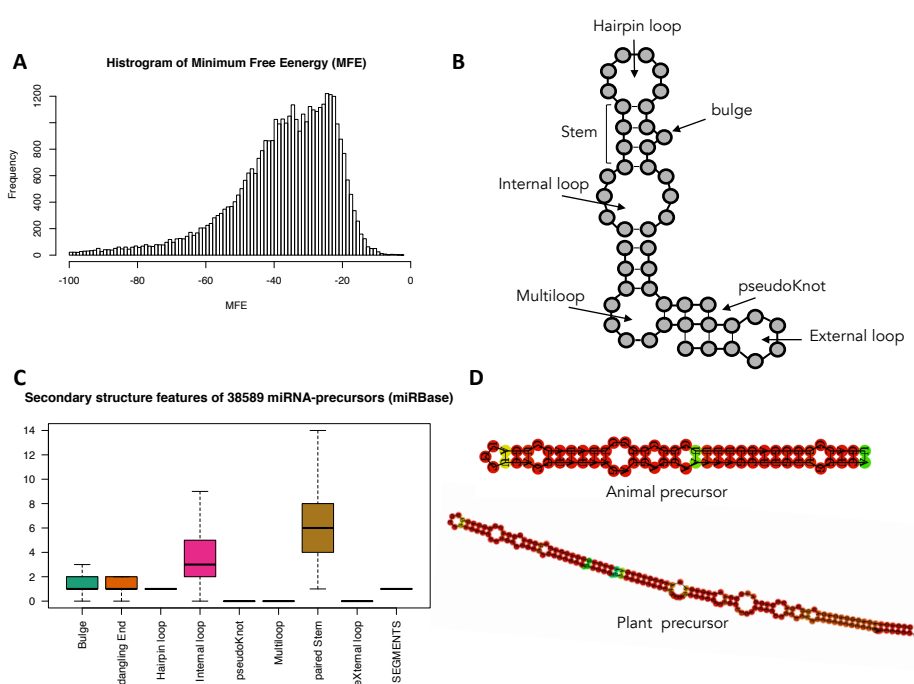 A
Histrogram of Minimum Free Eenergy (MFE)
Frequency
0
200
400
600
800
1200
-100
-80
-60
-40
-20
0
MFE
B
Hairpin loop
bulge
Stem
Internal loop
pseudoKnot
Multiloop
External loop
C
Secondary structure features of 38589 miRNA-precursors (miRBase)
14
12
10
8
6
4
2
0
Bulge
dangling End
Hairpin loop
Internal loop
pseudoKnot
Multiloop
paired Stem
eXternal loop
SEGMENTS
D
Animal precursor
Plant precursor